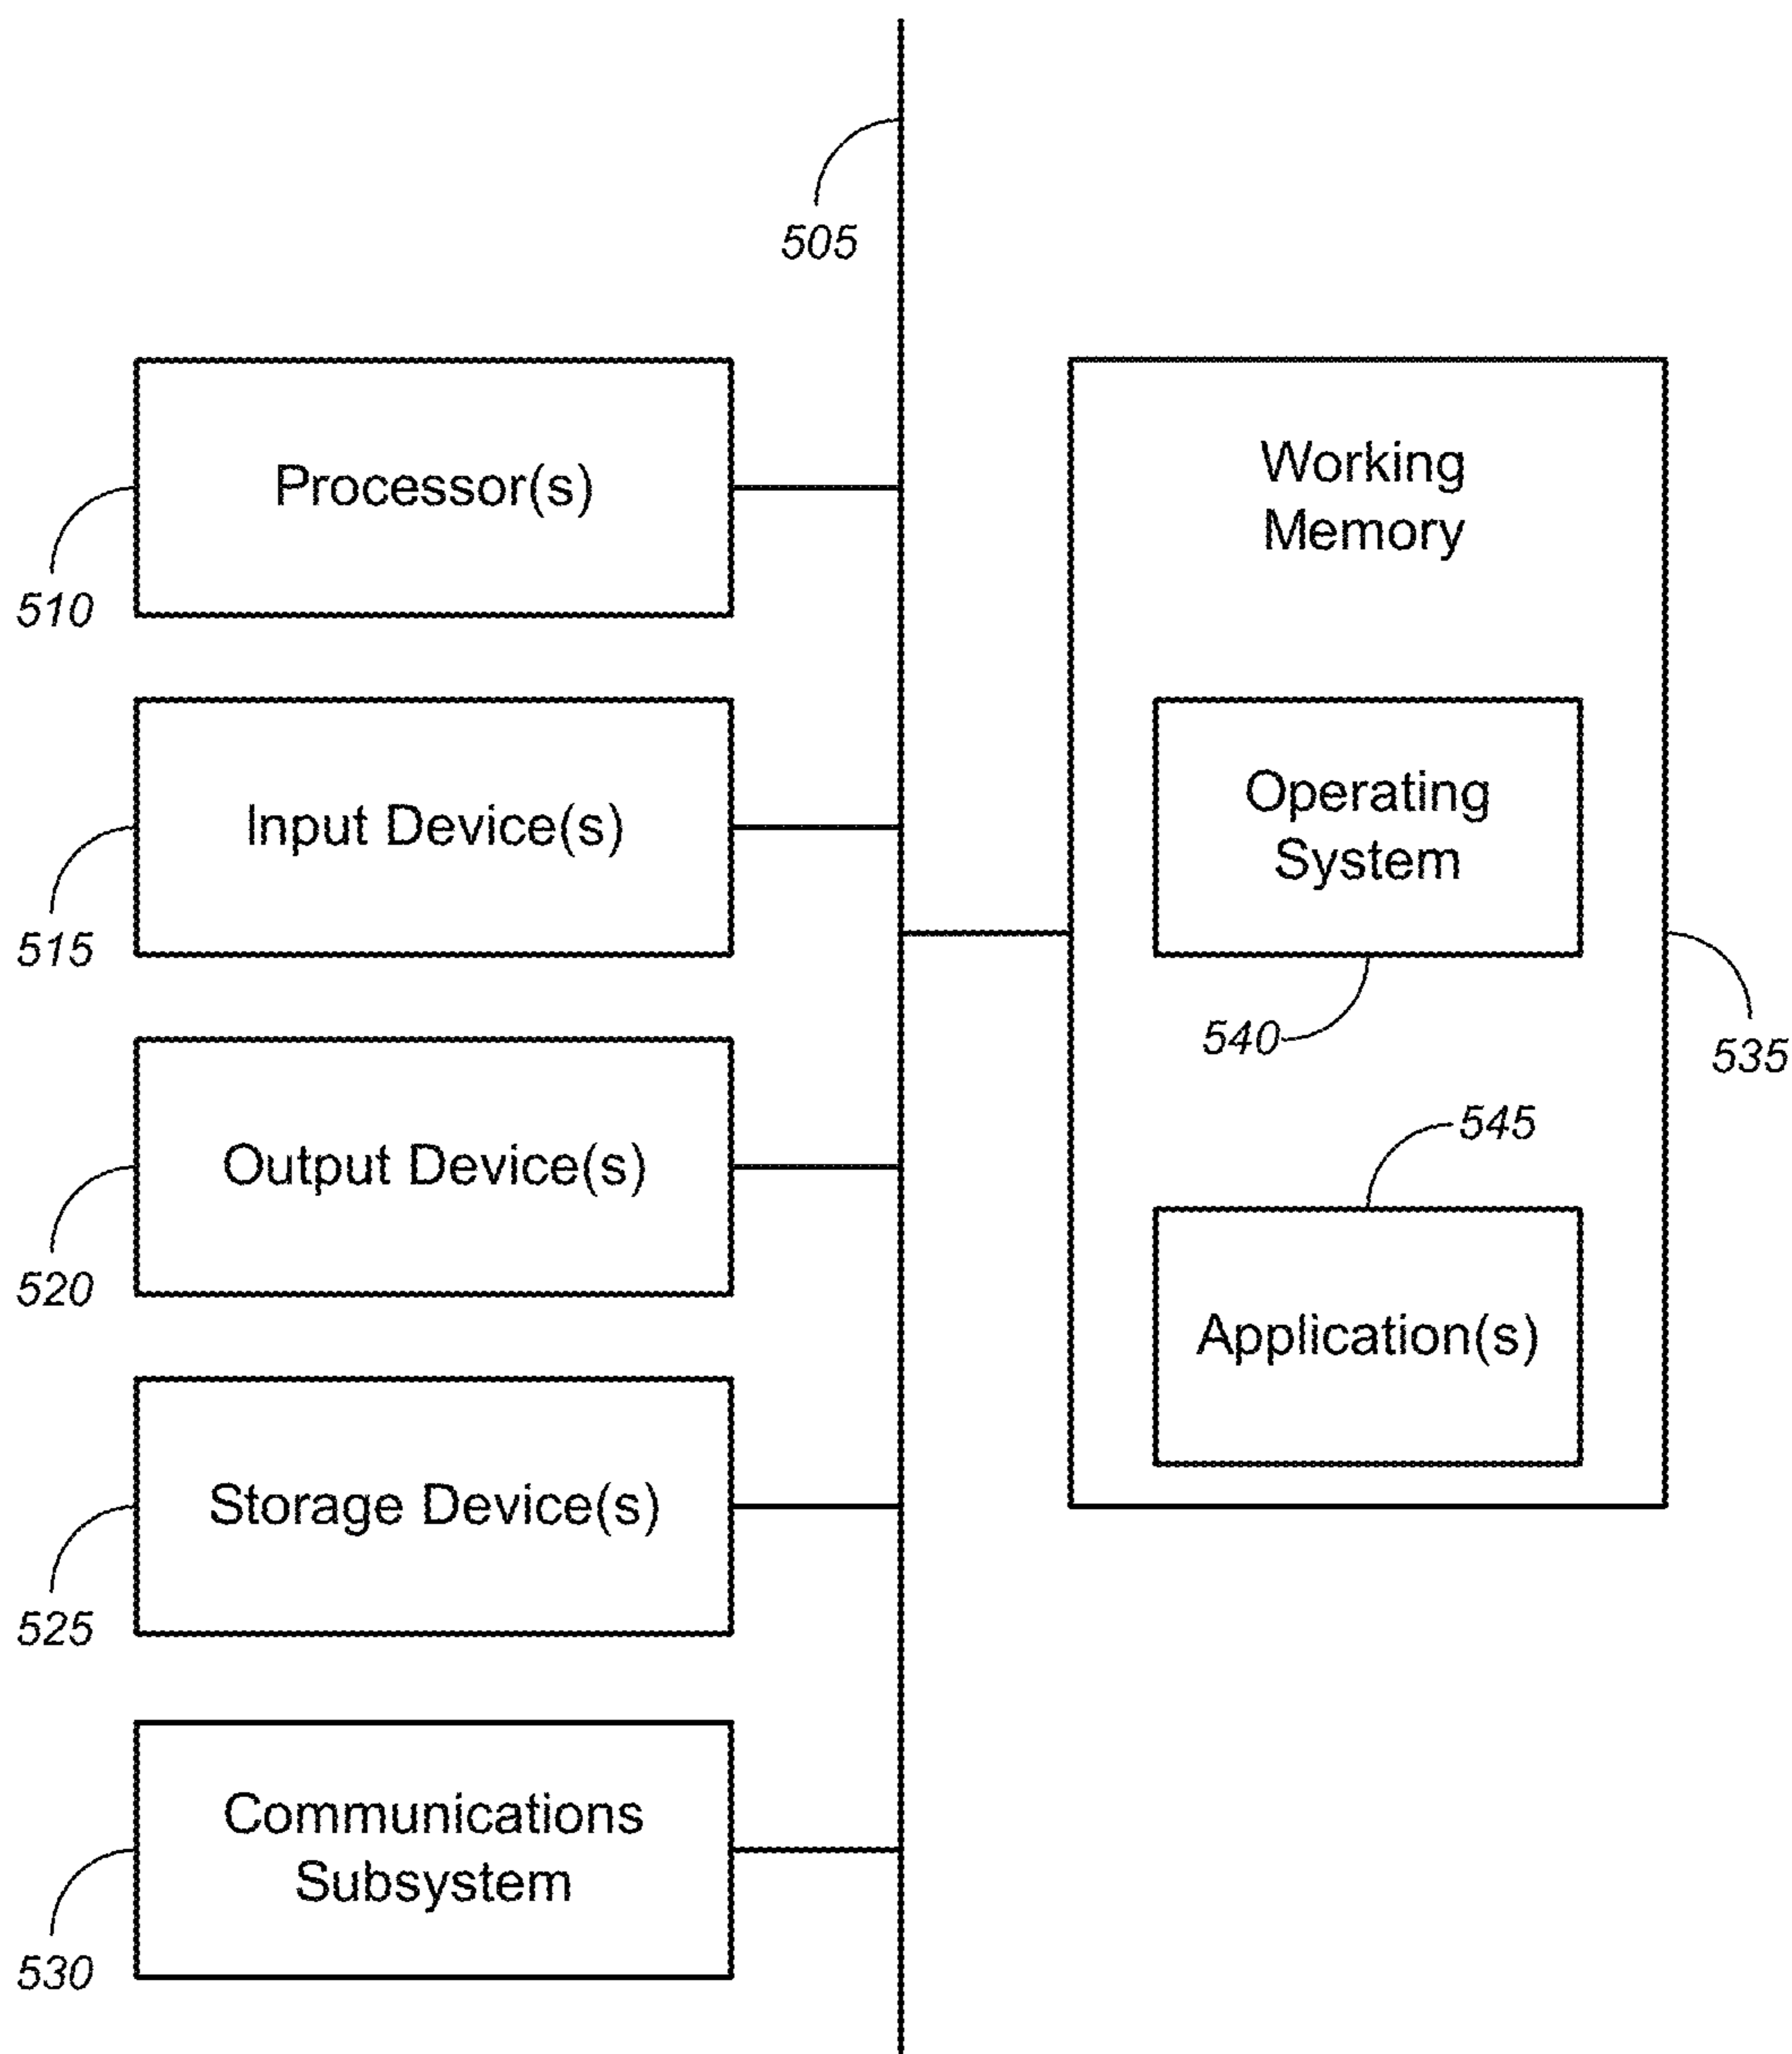 505
Processor(s)
510
Input Device(s)
515
Output Device(s)
520
Storage Device(s)
525
Communications
Subsystem
530
Working
Memory
Operating
System
540
535
545
Application(s)